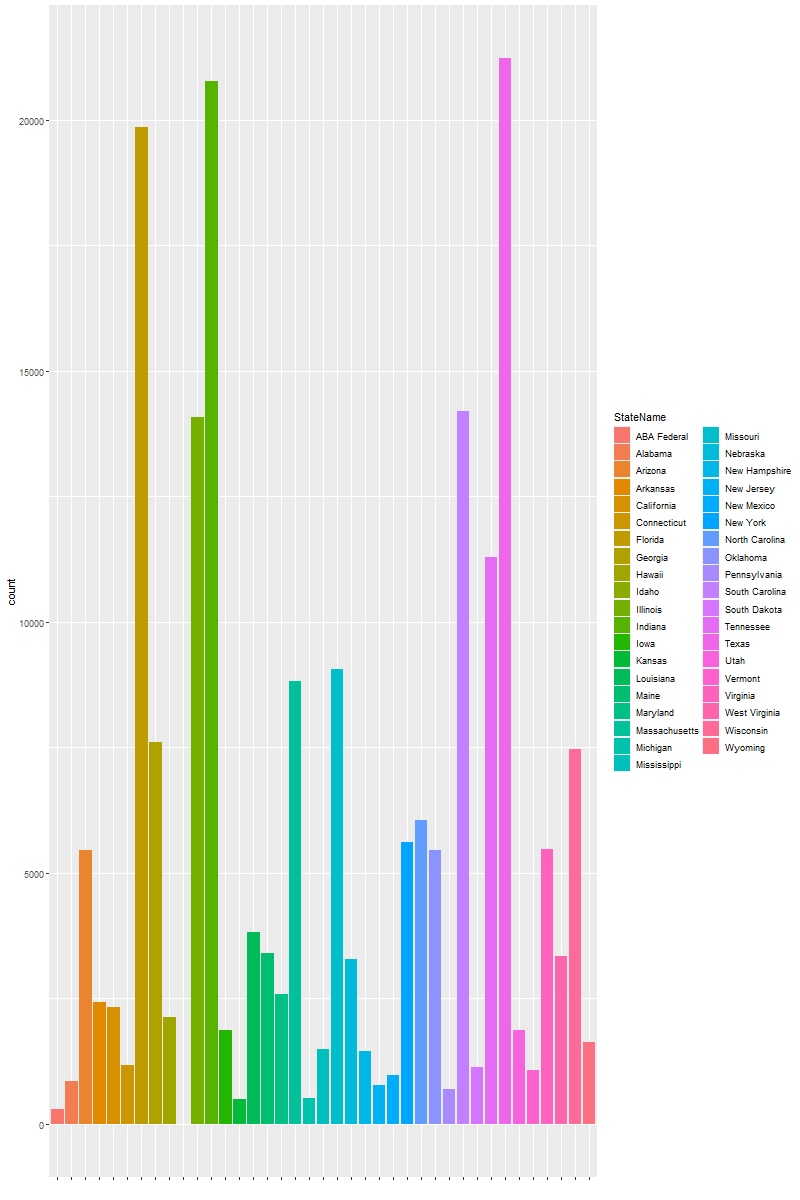 20000
15000
10000
5000
0
count
StateName
ABA Federal
Alabama
Arizona
Arkansas
California
Connecticut
Florida
Georgia
Hawaii
Idaho
Illinois
Indiana
Iowa
Kansas
Louisiana
Maine
Maryland
Massachusetts
Michigan
Mississippi
Missouri
Nebraska
New Hampshire
New Jersey
New Mexico
New York
North Carolina
Oklahoma
Pennsylvania
South Carolina
South Dakota
Tennessee
Texas
Utah
Vermont
Virginia
West Virginia
Wisconsin
Wyoming